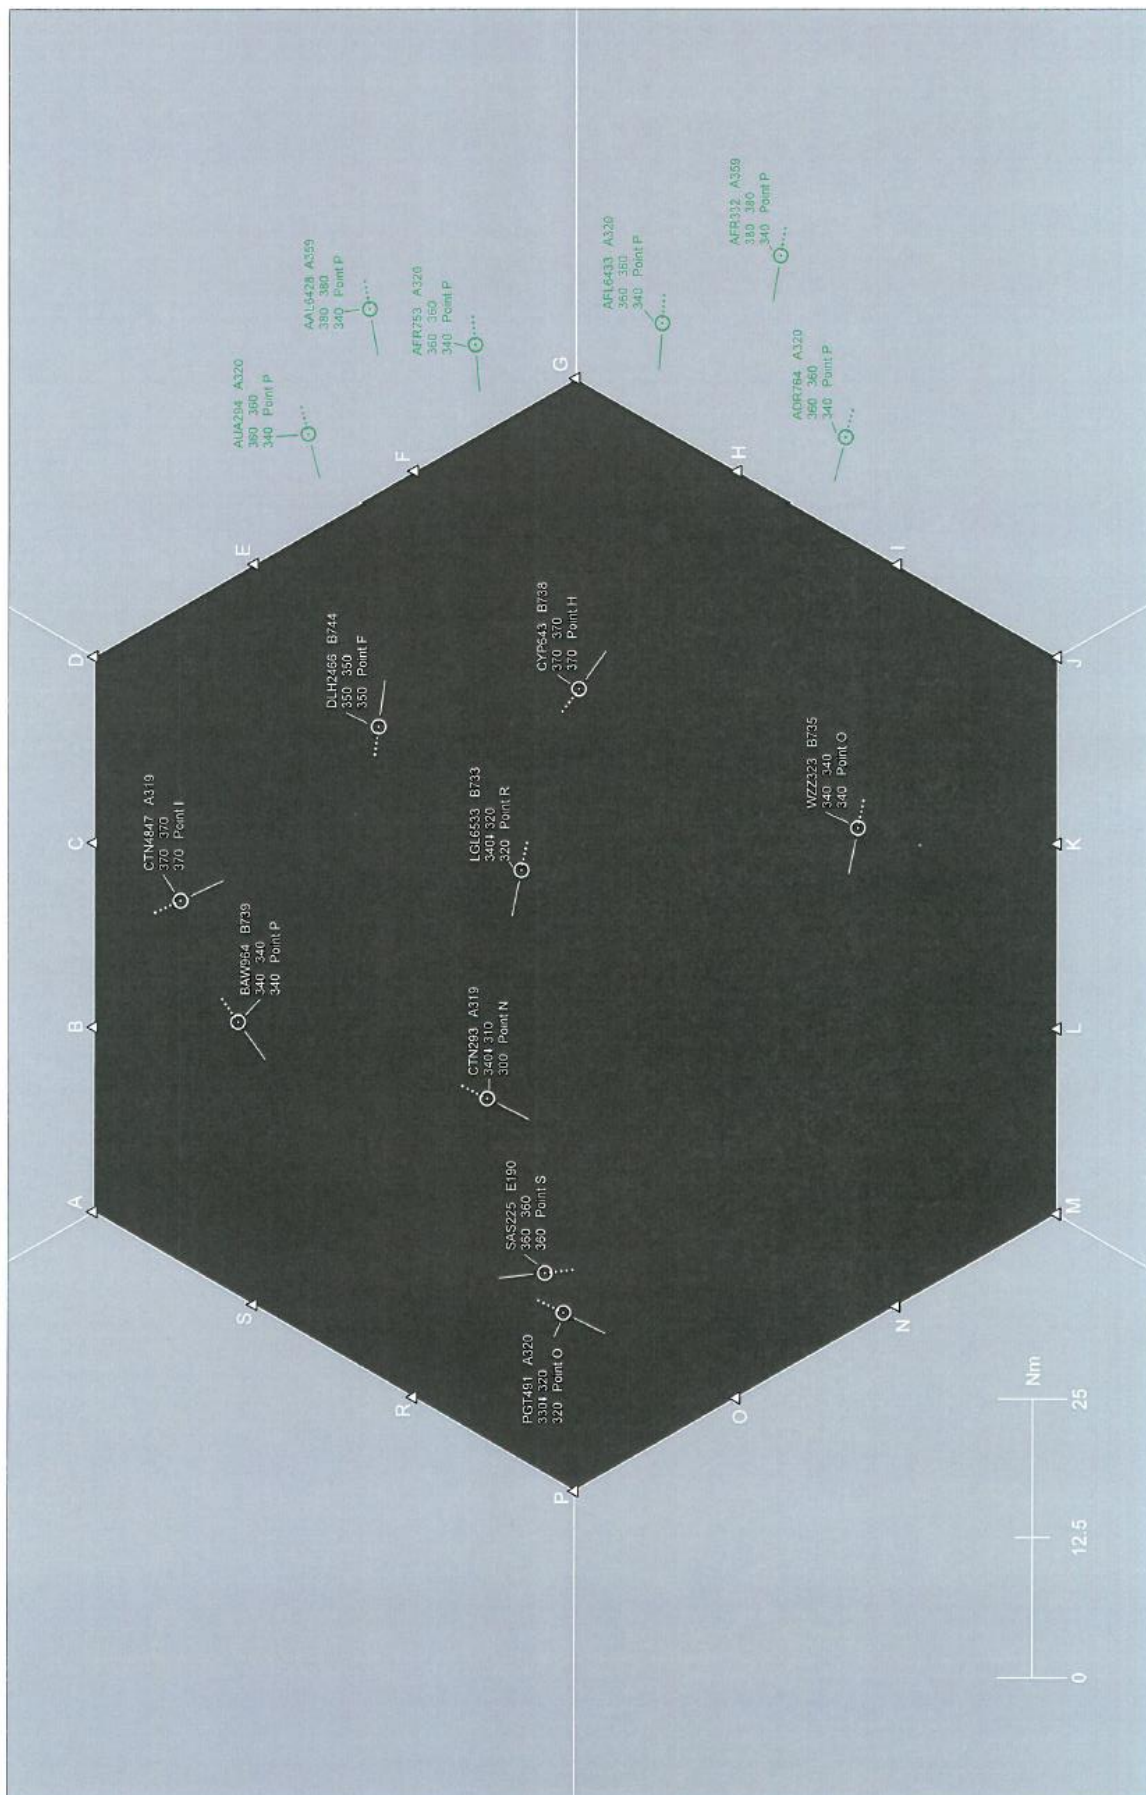 A
B
C
D
CTN4847 A319
370 370
370 Point I
BAW964 B739
340 340
340 Point P
S
E
AUA294 A320
360 360
340 Point P
AAL6428 A359
380 380
340 Point P
DLH2466 B744
350 350
350 Point F
R
F
AFR753 A320
360 360
340 Point P
LGL6533 B733
340⬇ 320
320 Point R
CTN293 A319
340⬇ 310
300 Point N
SAS225 E190
360 360
360 Point S
PGT491 A320
330⬇ 320
320 Point O
CYP643 B738
370 370
370 Point H
P
G
AFL6433 A320
360 360
340 Point P
AFR332 A359
380 380
340 Point P
O
H
ADR764 A320
360 360
340 Point P
WZZ323 B735
340 340
340 Point O
N
I
M
L
K
J
Nm
0 12.5 25